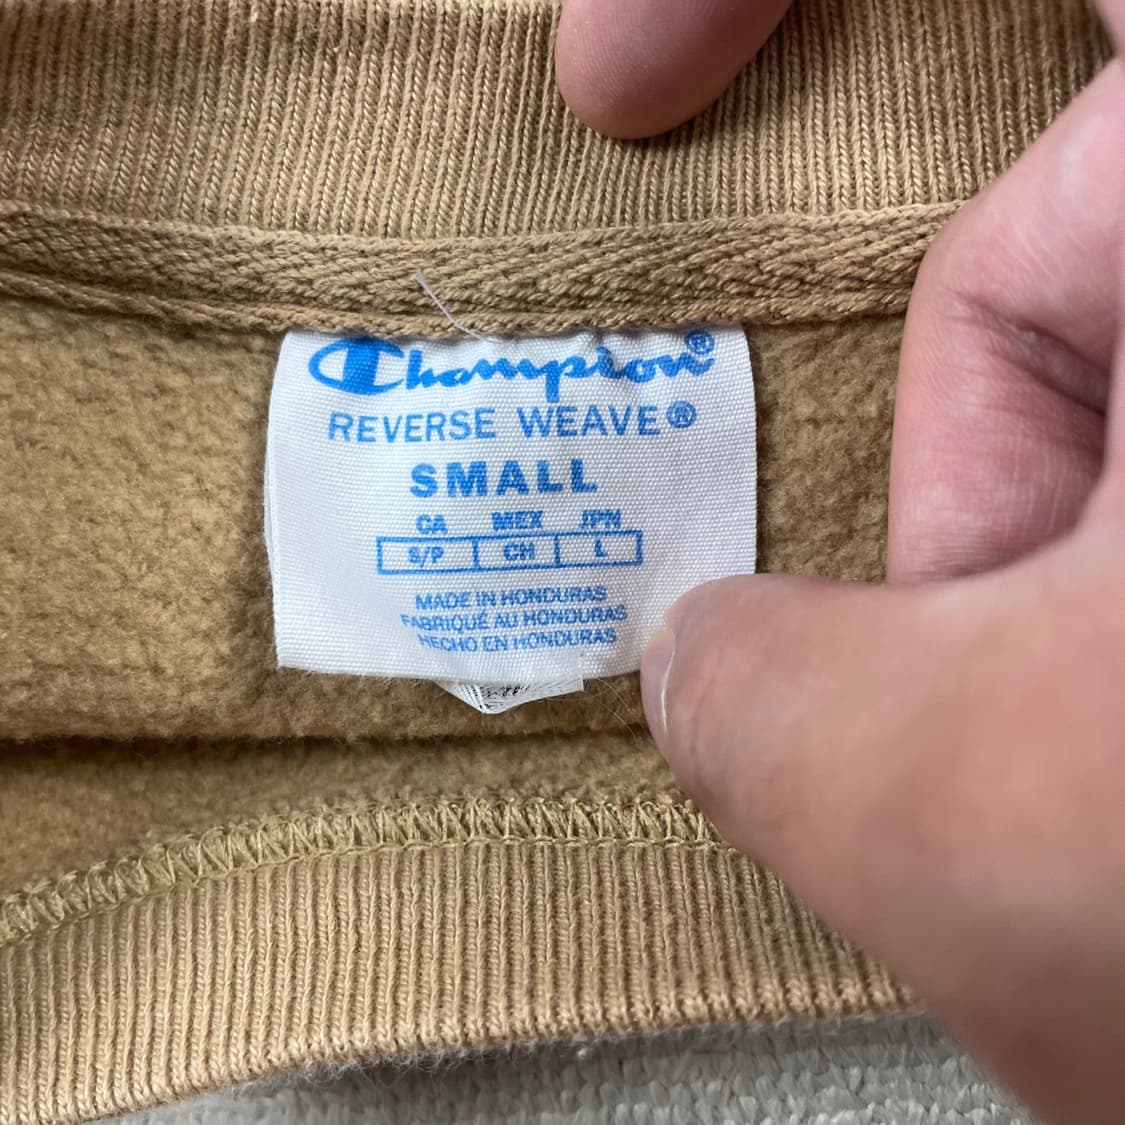 Champion®
REVERSE WEAVE®
SMALL
CA MEX JPN
S/P CH L
MADE IN HONDURAS
FABRIQUÉ AU HONDURAS
HECHO EN HONDURAS